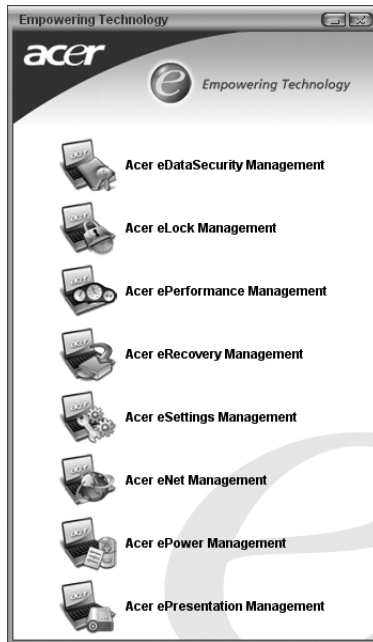 Empowering Technology
acer
e Empowering Technology
Acer eDataSecurity Management
Acer eLock Management
Acer ePerformance Management
Acer eRecovery Management
Acer eSettings Management
Acer eNet Management
Acer ePower Management
Acer ePresentation Management